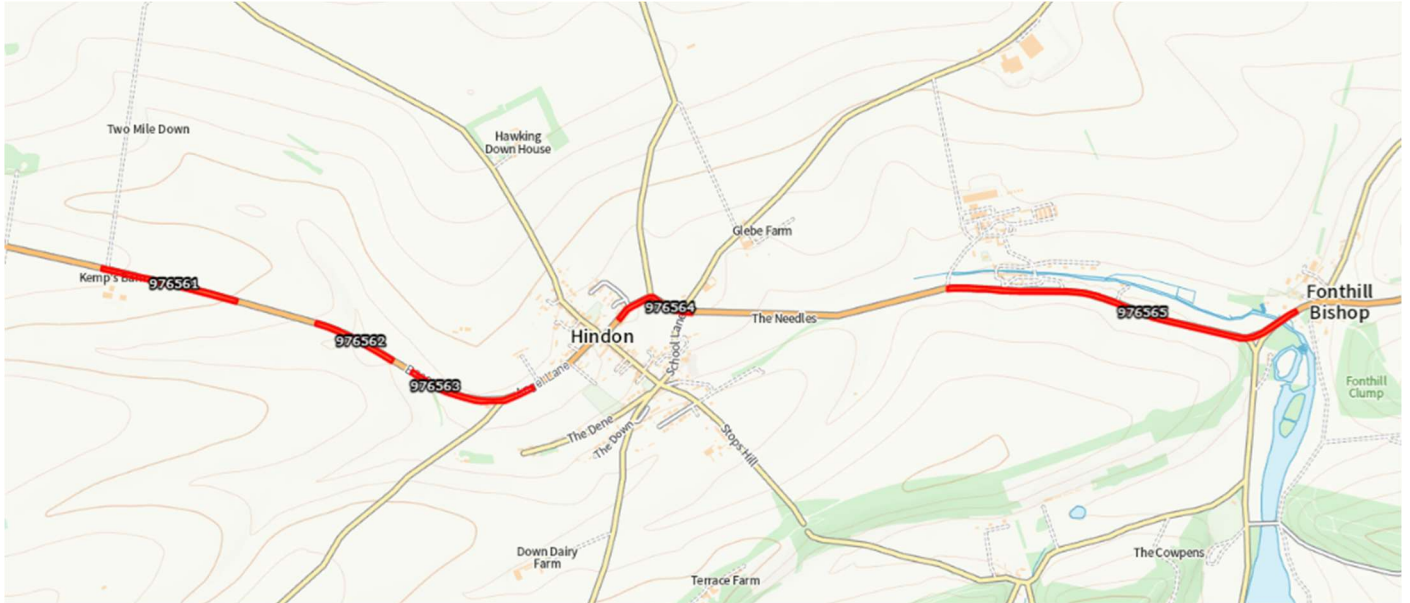 Two Mile Down
Hawking
Down House
Glebe Farm
Kemp's
976561
976562
976563
976564
976565
Hindon
The Needles
School Lane
Lane
Fonthill
Bishop
Fonthill
Clump
The Dene
The Down
Stops Hill
Down Dairy
Farm
Terrace Farm
The Cowpens